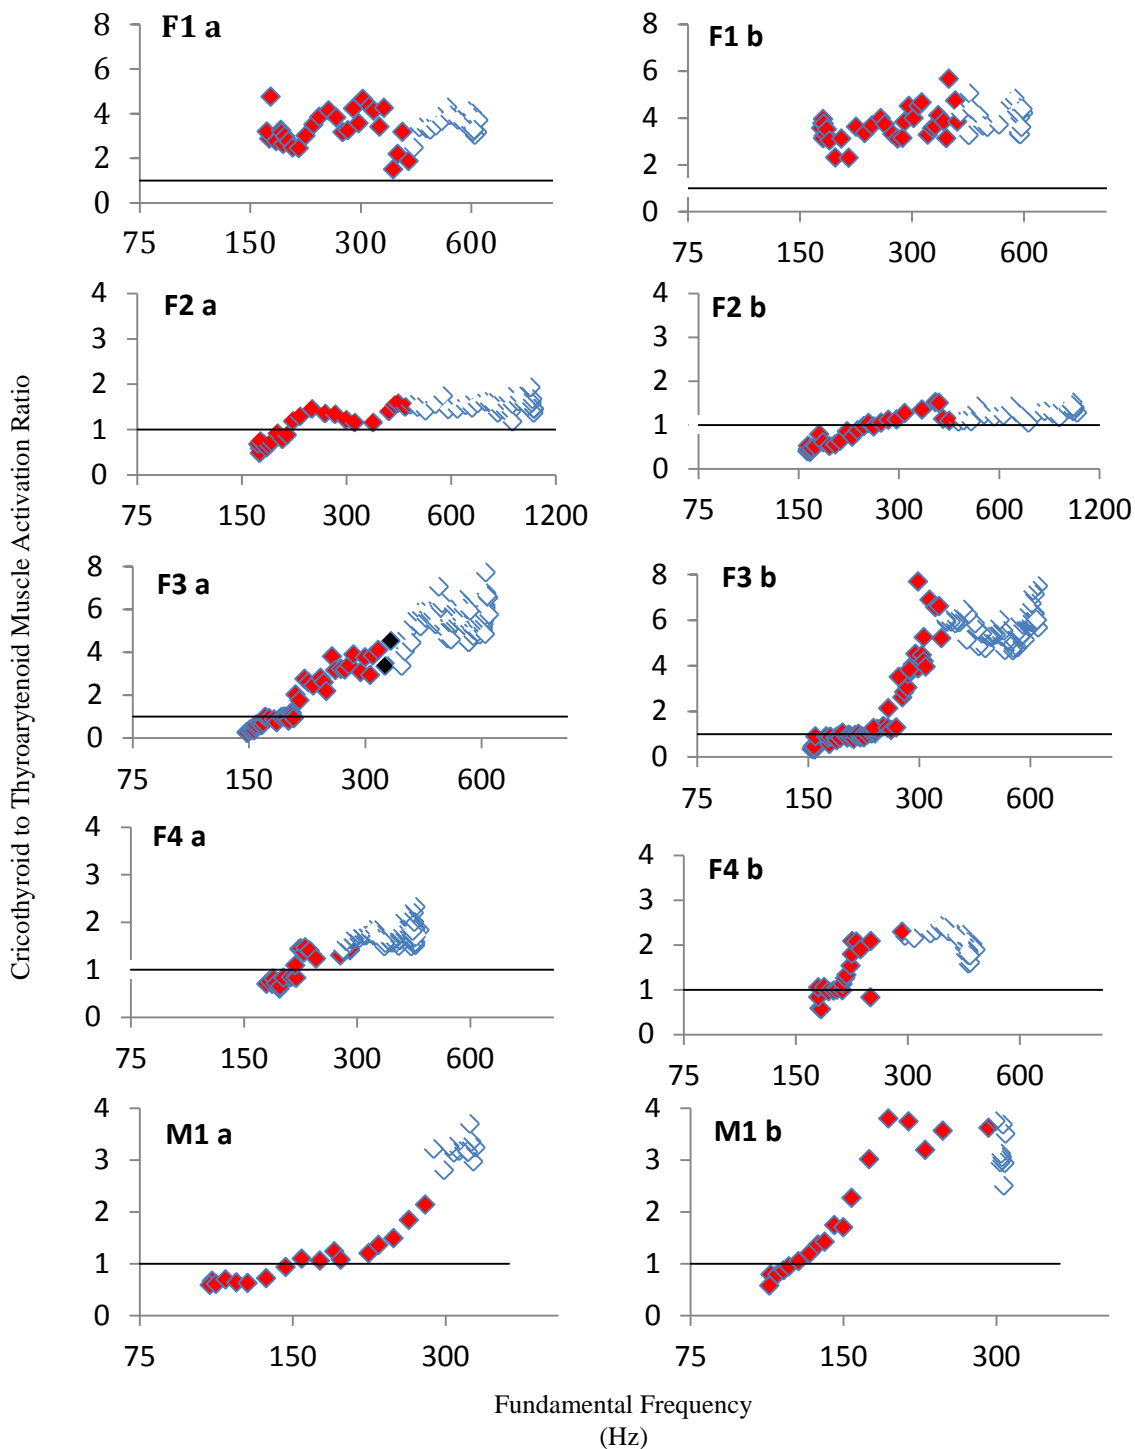 F1 a
8
6
4
2
0
75 150 300 600
F1 b
8
6
4
2
0
75 150 300 600
F2 a
4
3
2
1
0
75 150 300 600 1200
F2 b
4
3
2
1
0
75 150 300 600 1200
Cricothyroid to Thyroarytenoid Muscle Activation Ratio
F3 a
8
6
4
2
0
75 150 300 600
F3 b
8
6
4
2
0
75 150 300 600
F4 a
4
3
2
1
0
75 150 300 600
F4 b
4
3
2
1
0
75 150 300 600
M1 a
4
3
2
1
0
75 150 300
M1 b
4
3
2
1
0
75 150 300
Fundamental Frequency
(Hz)